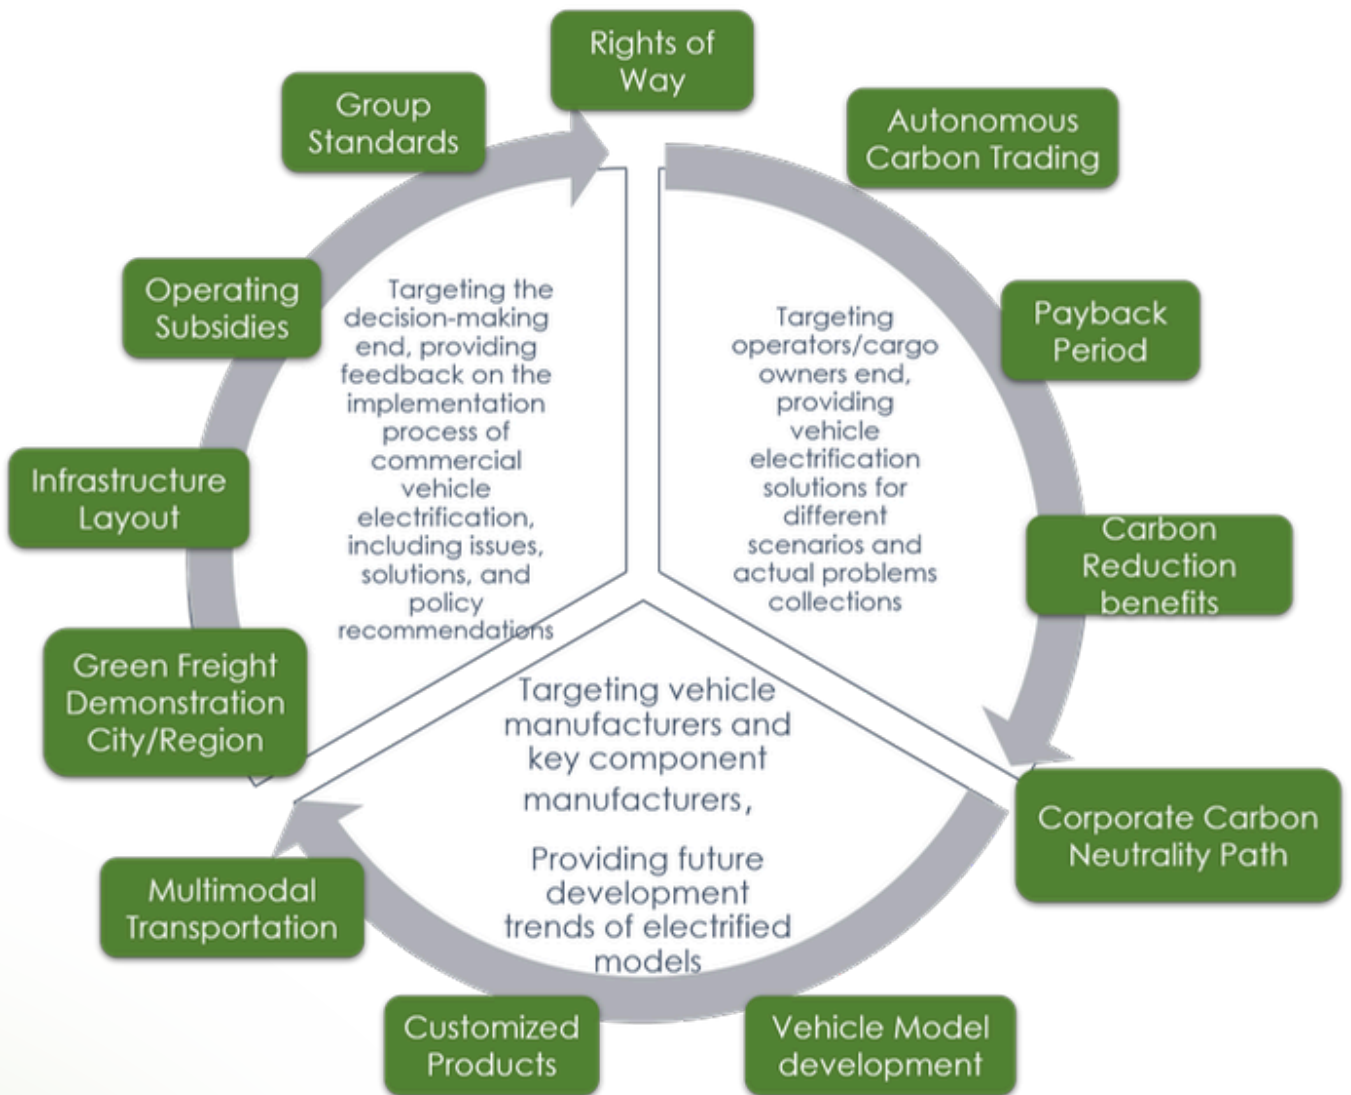 Rights of
Way
Group
Standards
Autonomous
Carbon Trading
Operating
Subsidies
Payback
Period
Infrastructure
Layout
Carbon
Reduction
benefits
Green Freight
Demonstration
City/Region
Corporate Carbon
Neutrality Path
Multimodal
Transportation
Customized
Products
Vehicle Model
development
Targeting the
decision-making
end, providing
feedback on the
implementation
process of
commercial
vehicle
electrification,
including issues,
solutions, and
policy
recommendations
Targeting
operators/cargo
owners end,
providing
vehicle
electrification
solutions for
different
scenarios and
actual problems
collections
Targeting vehicle
manufacturers and
key component
manufacturers,
Providing future
development
trends of electrified
models